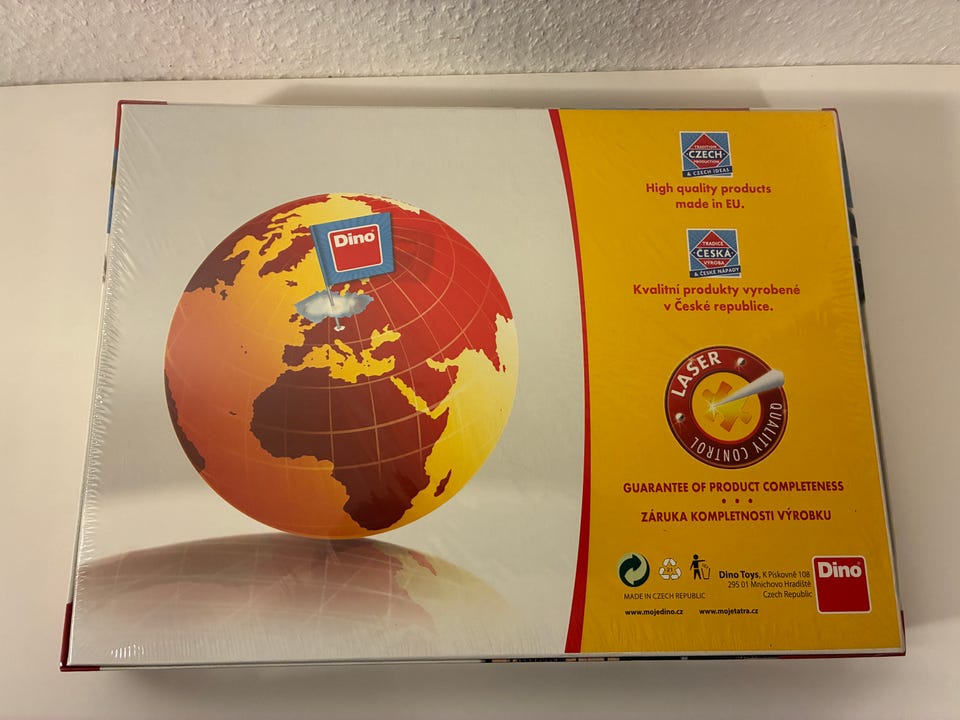 Dino
TRADITION
CZECH
PRODUCTION
& CZECH IDEAS
High quality products
made in EU.
TRADICE
ČESKÁ
VÝROBA
& ČESKÉ NÁPADY
Kvalitní produkty vyrobené
v České republice.
LASER
QUALITY CONTROL
GUARANTEE OF PRODUCT COMPLETENESS
• • •
ZÁRUKA KOMPLETNOSTI VÝROBKU
MADE IN CZECH REPUBLIC
www.mojedino.cz www.mojetatra.cz
Dino Toys, K Pískovně 108
295 01 Mnichovo Hradiště
Czech Republic
Dino